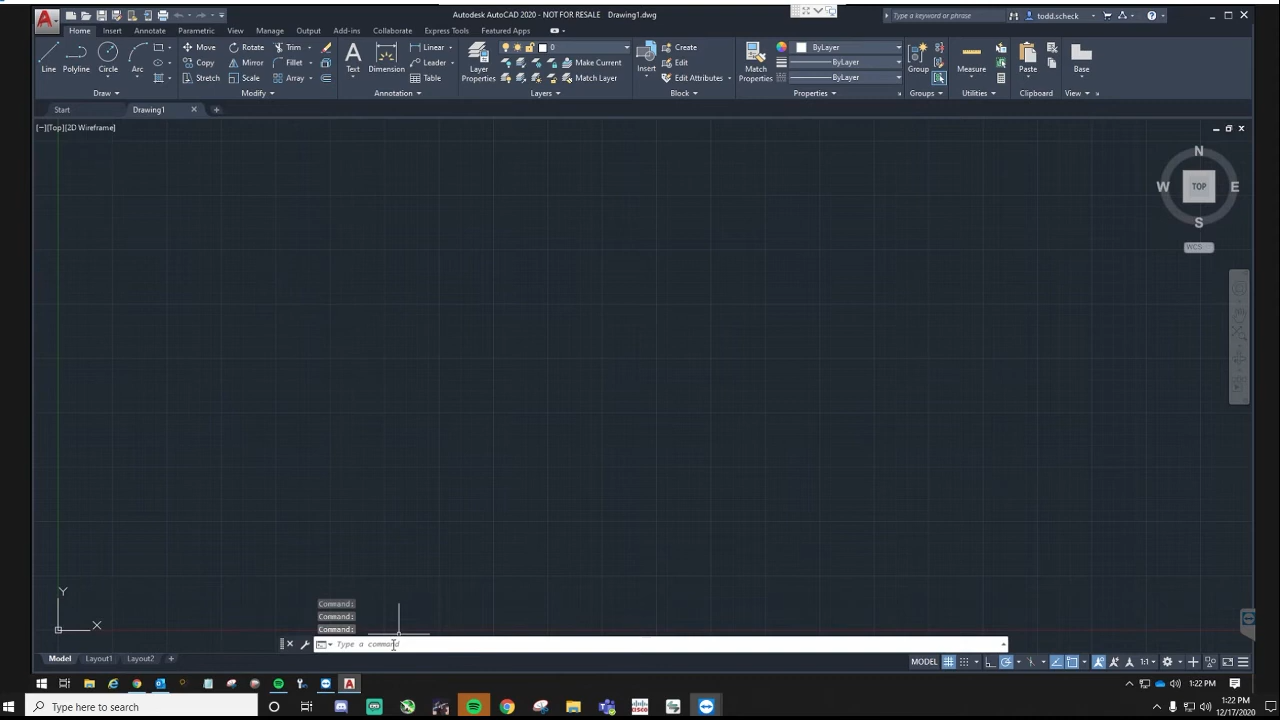 Autodesk AutoCAD 2020 - NOT FOR RESALE Drawing1.dwg
Type a keyword or phrase
todd.scheck
Home Insert Annotate Parametric View Manage Output Add-ins Collaborate Express Tools Featured Apps
Line Polyline Circle Arc
Move Rotate Trim
Copy Mirror Fillet
Stretch Scale Array
Text Dimension
Linear
Leader
Table
Layer Properties
0
Make Current
Match Layer
Insert
Create
Edit
Edit Attributes
Match Properties
ByLayer
ByLayer
ByLayer
Group Measure Paste Base
Draw Modify Annotation Layers Block Properties Groups Utilities Clipboard View
Start Drawing1
[−][Top][2D Wireframe]
N
W TOP E
S
WCS
Y
X
Command:
Command:
Command:
Type a command
Model Layout1 Layout2
MODEL 1:1
1:22 PM
Type here to search
1:22 PM
12/17/2020